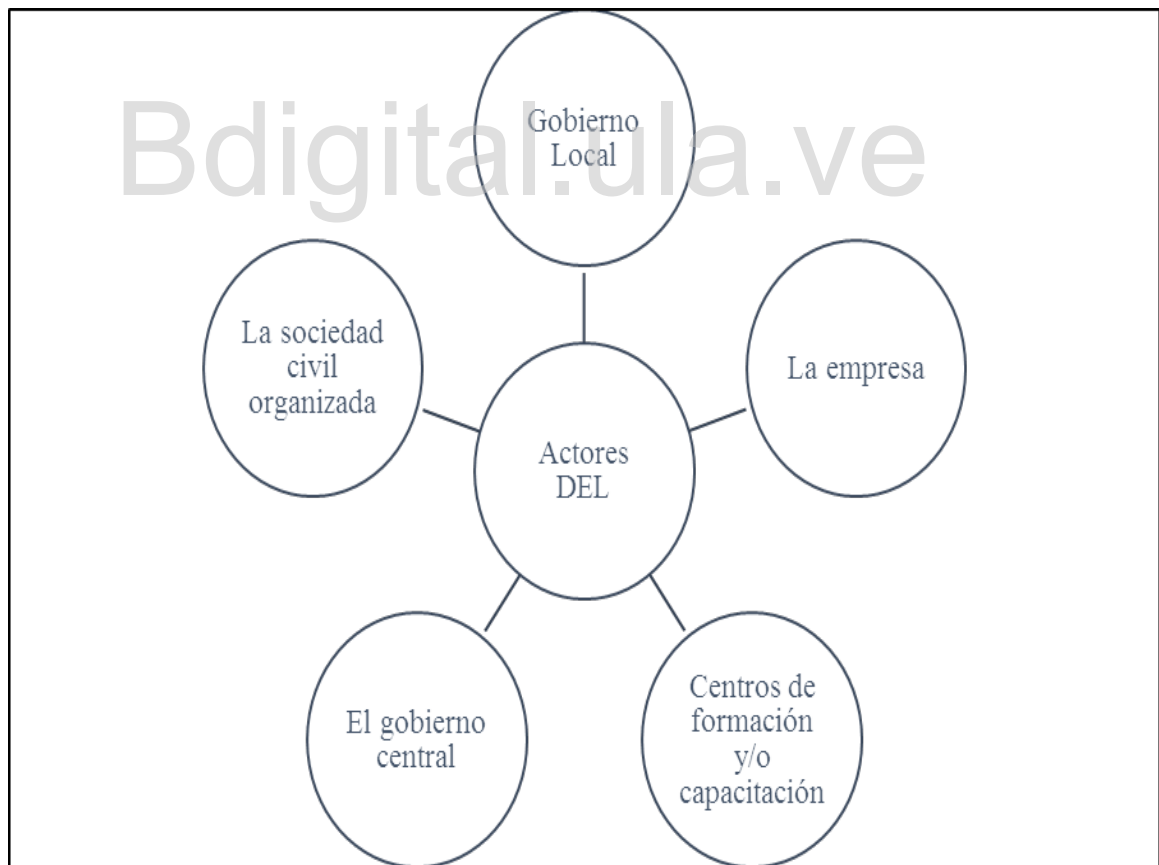 Bdigital.ula.ve
Gobierno
Local
La sociedad
civil
organizada
La empresa
Actores
DEL
El gobierno
central
Centros de
formación
y/o
capacitación